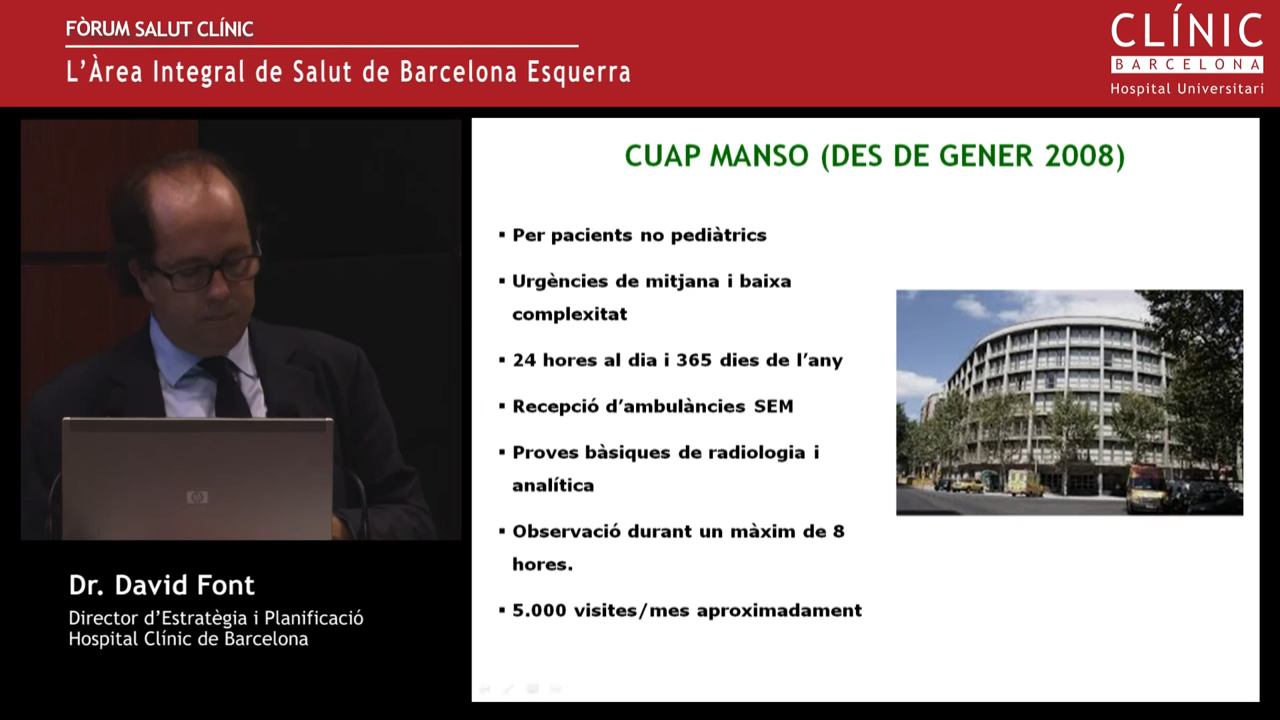 FÒRUM SALUT CLÍNIC
L'Àrea Integral de Salut de Barcelona Esquerra
CLÍNIC
BARCELONA
Hospital Universitari
CUAP MANSO (DES DE GENER 2008)
▪ Per pacients no pediàtrics
▪ Urgències de mitjana i baixa
complexitat
▪ 24 hores al dia i 365 dies de l'any
▪ Recepció d'ambulàncies SEM
▪ Proves bàsiques de radiologia i
analítica
▪ Observació durant un màxim de 8
hores.
▪ 5.000 visites/mes aproximadament
hp
Dr. David Font
Director d'Estratègia i Planificació
Hospital Clínic de Barcelona